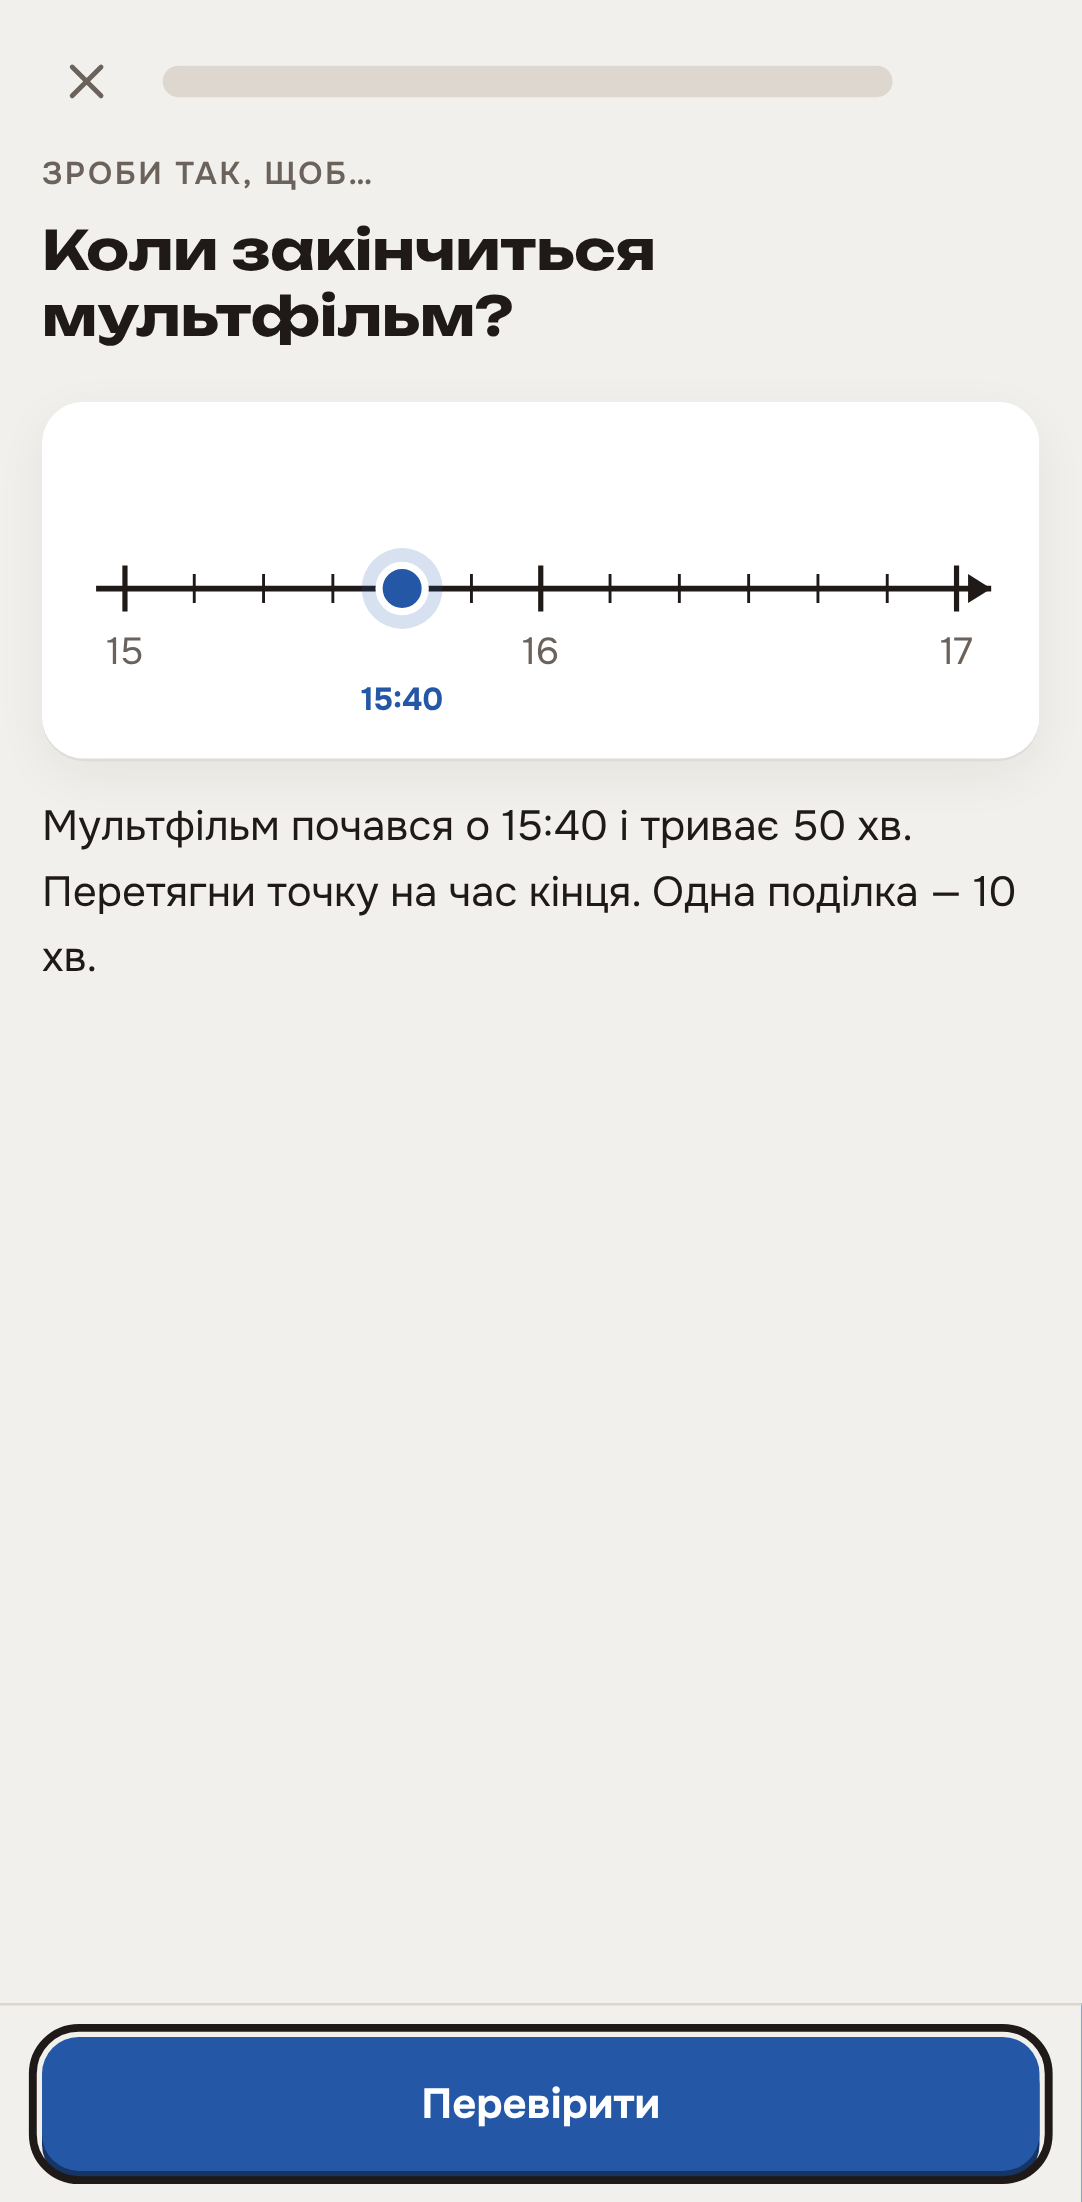 ЗРОБИ ТАК, ЩОБ…
Коли закінчиться
мультфільм?
15 16 17
15:40
Мультфільм почався о 15:40 і триває 50 хв.
Перетягни точку на час кінця. Одна поділка — 10
хв.
Перевірити